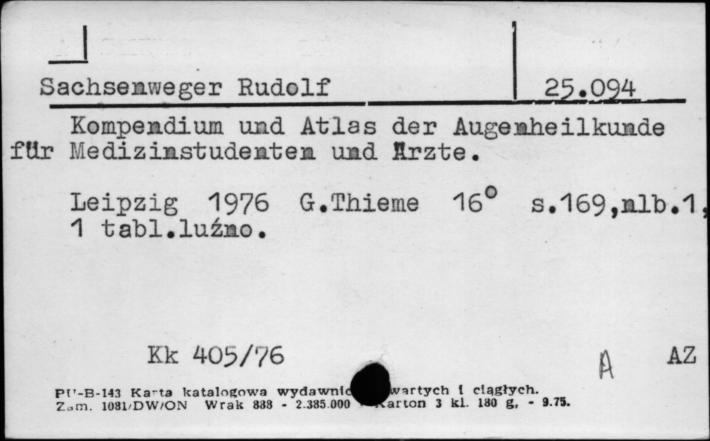 Sachsenweger Rudolf 25.094
Kompendium und Atlas der Augenheilkunde
für Medizinstudenten und Ärzte.
Leipzig 1976 G.Thieme 16° s.169,nlb.1,
1 tabl.luźno.
Kk 405/76 A AZ
PU-B-143 Karta katalogowa wartych i ciągłych.
Zam. 1081/DW/ON Wrak 888 - 2.385.000 Karton 3 kl. 180 g, - 9.75.